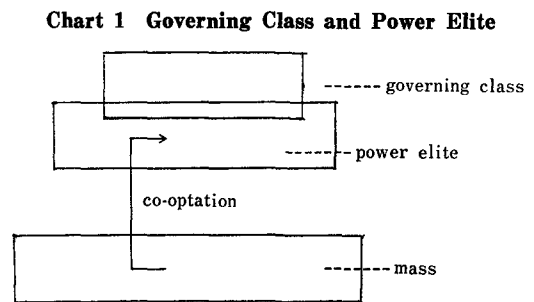 Chart 1 Governing Class and Power Elite
governing class
power elite
co-optation
mass